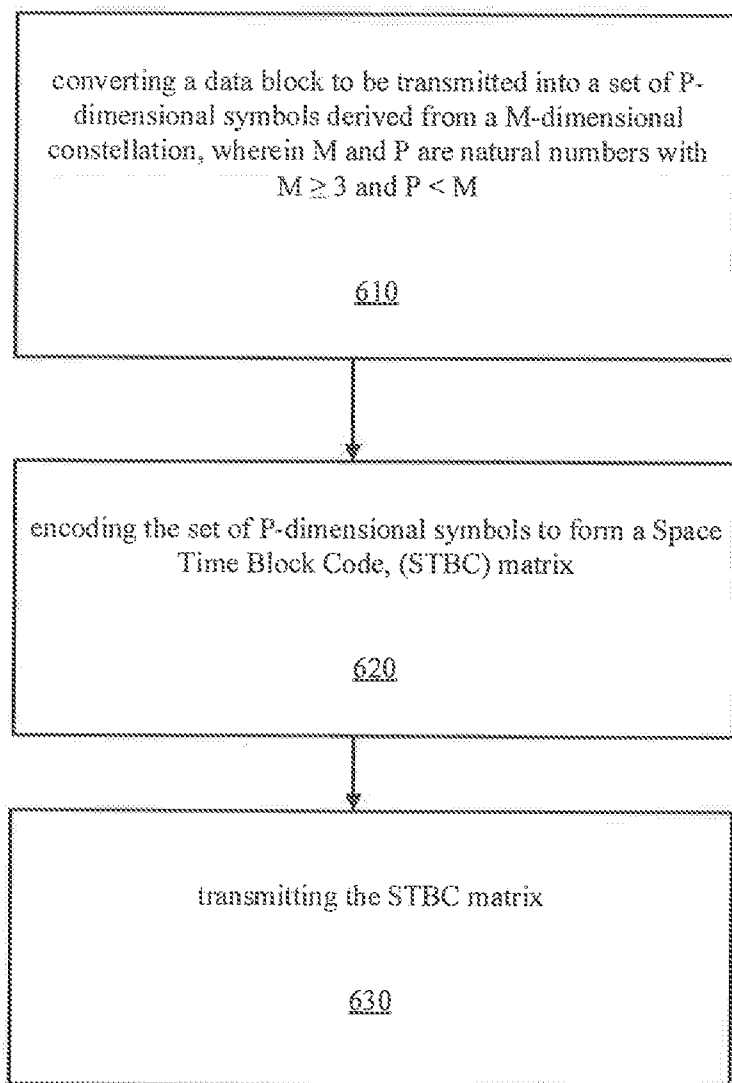 converting a data block to be transmitted into a set of P-
dimensional symbols derived from a M-dimensional
constellation, wherein M and P are natural numbers with
M ≥ 3 and P < M
610
encoding the set of P-dimensional symbols to form a Space
Time Block Code, (STBC) matrix
620
transmitting the STBC matrix
630